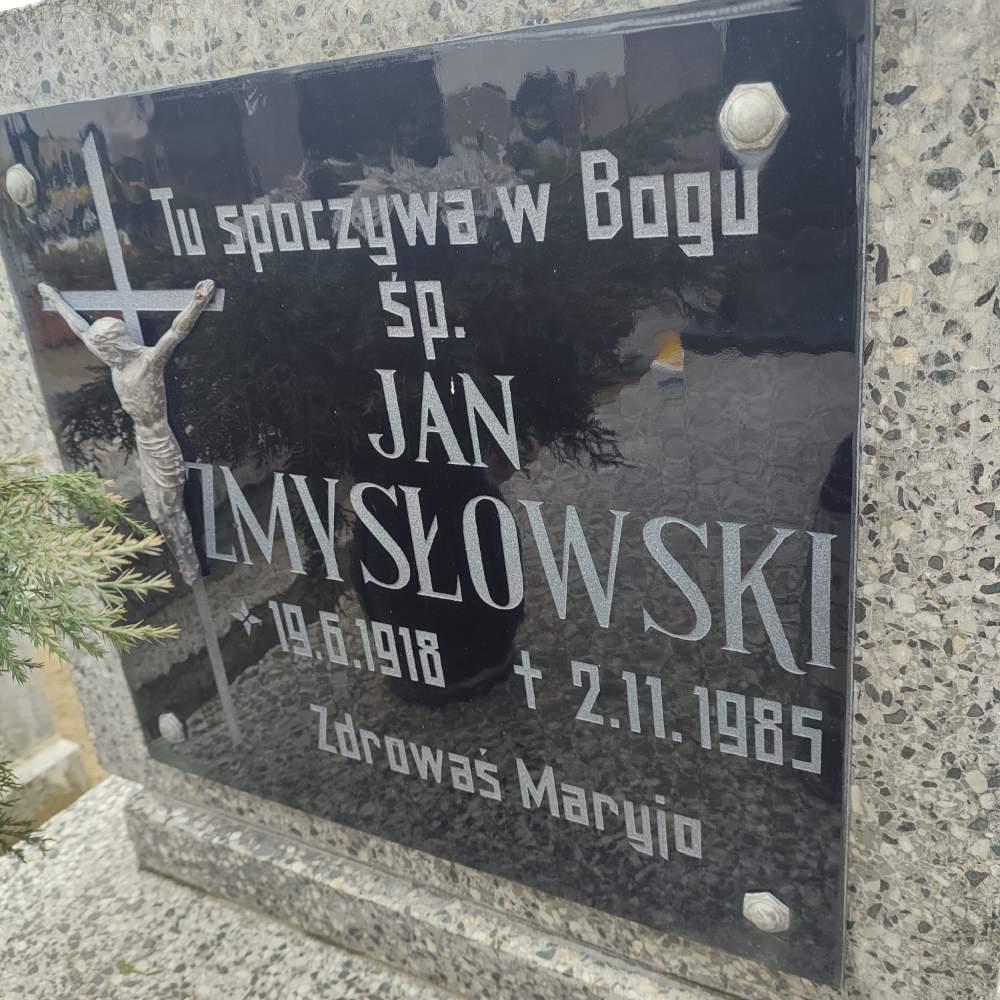 Tu spoczywa w Bogu
śp.
JAN
ZMYSŁOWSKI
* 19.6.1918 † 2.11.1985
Zdrowaś Maryjo